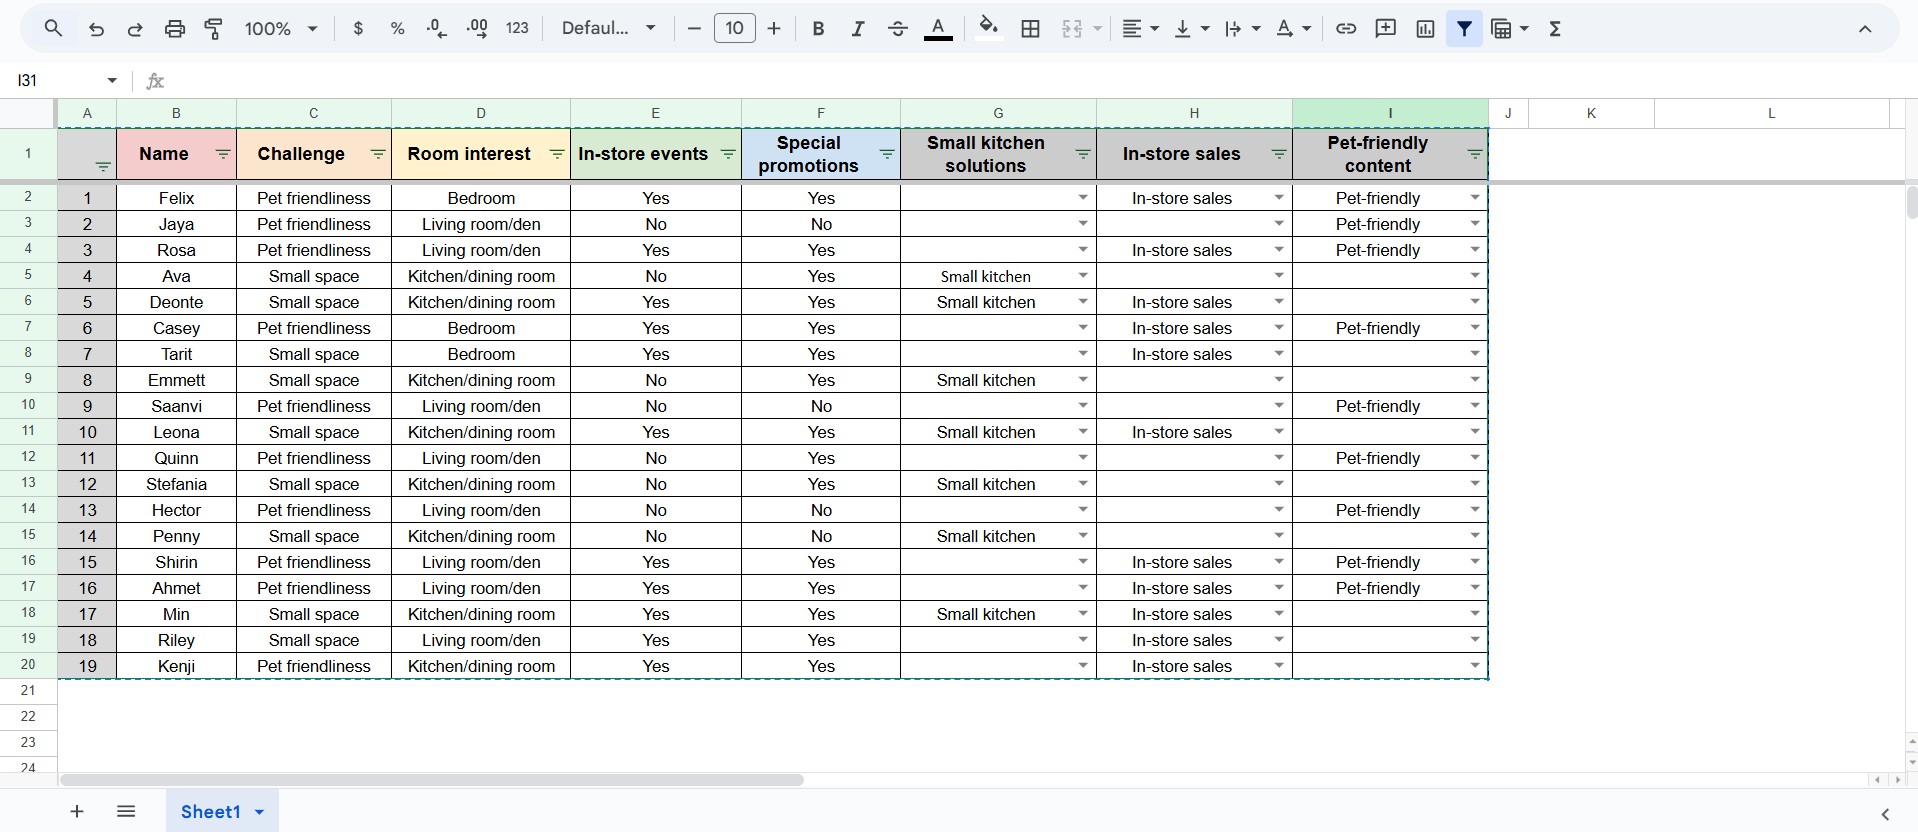 100% $ % .0 .00 123 Defaul... 10 B I S A A Σ
I31 fx
A B C D E F G H I J K L
1 Name Challenge Room interest In-store events Special promotions Small kitchen solutions In-store sales Pet-friendly content
2 1 Felix Pet friendliness Bedroom Yes Yes In-store sales Pet-friendly
3 2 Jaya Pet friendliness Living room/den No No Pet-friendly
4 3 Rosa Pet friendliness Living room/den Yes Yes In-store sales Pet-friendly
5 4 Ava Small space Kitchen/dining room No Yes Small kitchen
6 5 Deonte Small space Kitchen/dining room Yes Yes Small kitchen In-store sales
7 6 Casey Pet friendliness Bedroom Yes Yes In-store sales Pet-friendly
8 7 Tarit Small space Bedroom Yes Yes In-store sales
9 8 Emmett Small space Kitchen/dining room No Yes Small kitchen
10 9 Saanvi Pet friendliness Living room/den No No Pet-friendly
11 10 Leona Small space Kitchen/dining room Yes Yes Small kitchen In-store sales
12 11 Quinn Pet friendliness Living room/den No Yes Pet-friendly
13 12 Stefania Small space Kitchen/dining room No Yes Small kitchen
14 13 Hector Pet friendliness Living room/den No No Pet-friendly
15 14 Penny Small space Kitchen/dining room No No Small kitchen
16 15 Shirin Pet friendliness Living room/den Yes Yes In-store sales Pet-friendly
17 16 Ahmet Pet friendliness Living room/den Yes Yes In-store sales Pet-friendly
18 17 Min Small space Kitchen/dining room Yes Yes Small kitchen In-store sales
19 18 Riley Small space Living room/den Yes Yes In-store sales
20 19 Kenji Pet friendliness Kitchen/dining room Yes Yes In-store sales
21
22
23
24
Sheet1